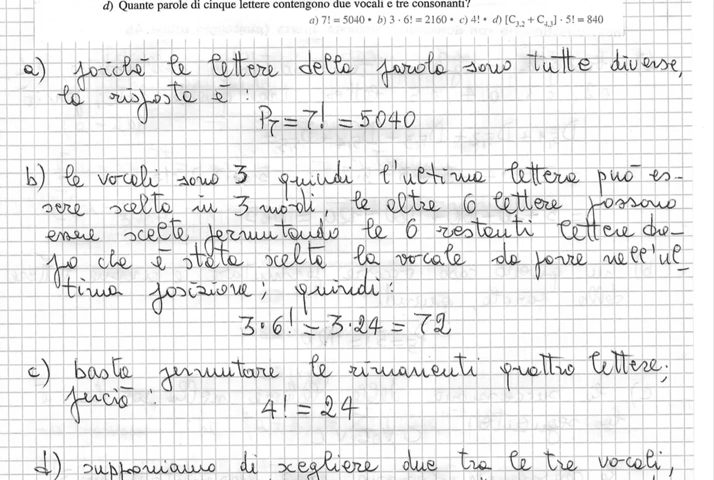 d) Quante parole di cinque lettere contengono due vocali e tre consonanti?
a) 7! = 5040 • b) 3 · 6! = 2160 • c) 4! • d) [C₃,₂ + C₄,₃] · 5! = 840
a) poiché le lettere della parola sono tutte diverse,
la risposta è :
P₇ = 7! = 5040
b) le vocali sono 3 quindi l'ultima lettera può es-
sere scelta in 3 modi, le altre 6 lettere possono
essere scelte permutando le 6 restanti lettere do-
po che è stata scelta la vocale da porre nell'ul-
tima posizione; quindi :
3·6! = 3·24 = 72
c) basta permutare le rimanenti quattro lettere;
perciò :
4! = 24
d) supponiamo di scegliere due tra le tre vocali,